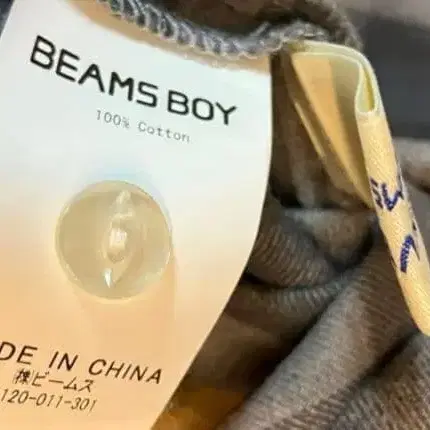 BEAMS BOY
100% Cotton
DE IN CHINA
㈱ビームス
120-011-301